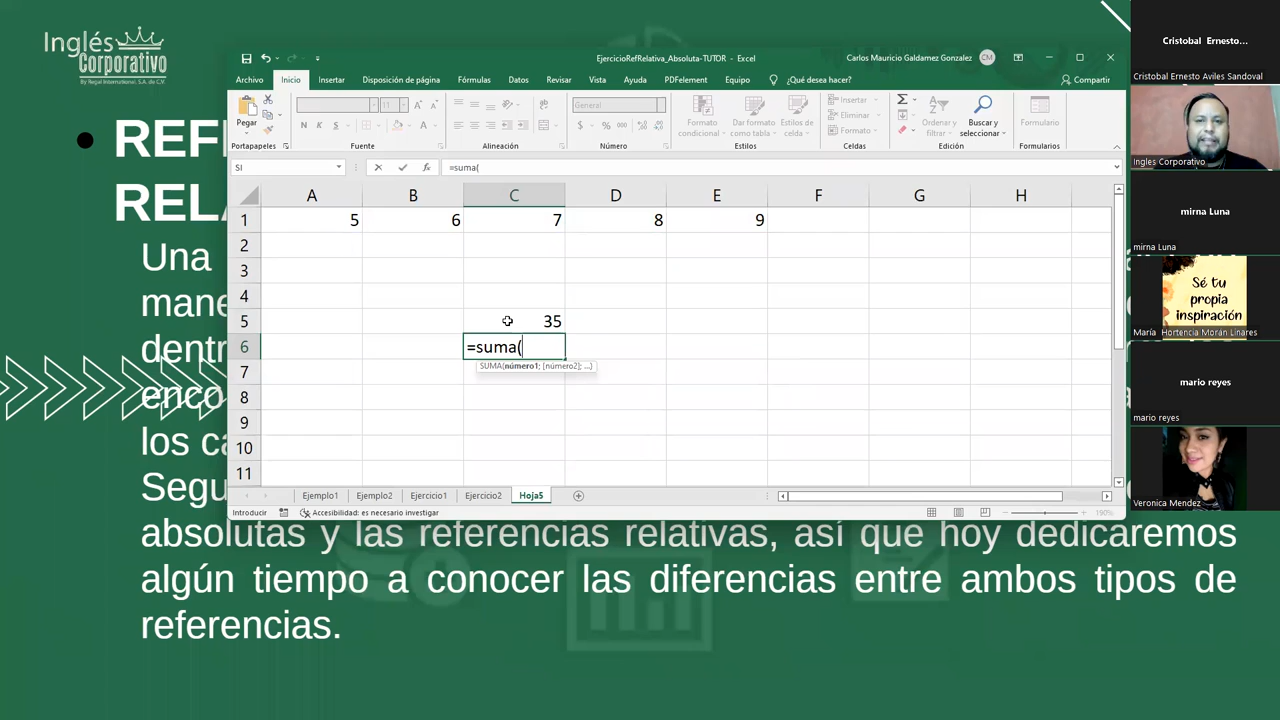 Inglés
Corporativo
By Regal International, S.A. de C.V.
EjercicioRefRelativa_Absoluta-TUTOR - Excel
Carlos Mauricio Galdamez Gonzalez
CM
Archivo Inicio Insertar Disposición de página Fórmulas Datos Revisar Vista Ayuda PDFelement Equipo ¿Qué desea hacer? Compartir
Pegar
N K S
11
General
% 000
Formato condicional
Dar formato como tabla
Estilos de celda
Insertar
Eliminar
Formato
Ordenar y filtrar
Buscar y seleccionar
Formulario
Portapapeles Fuente Alineación Número Estilos Celdas Edición Formularios
SI fx =suma(
A B C D E F G H
1 5 6 7 8 9
2
3
4
5 35
6 =suma(
SUMA(número1; [número2]; ...)
7
8
9
10
11
Ejemplo1 Ejemplo2 Ejercicio1 Ejercicio2 Hoja5
Introducir Accesibilidad: es necesario investigar 190%
REF
RELA
Una
mane
dentr
enco
los ca
Segu
absolutas y las referencias relativas, así que hoy dedicaremos
algún tiempo a conocer las diferencias entre ambos tipos de
referencias.
Cristobal Ernesto...
Cristobal Ernesto Aviles Sandoval
Ingles Corporativo
mirna Luna
mirna Luna
Sé tu
propia
inspiración
María Hortencia Morán Linares
mario reyes
mario reyes
Veronica Mendez